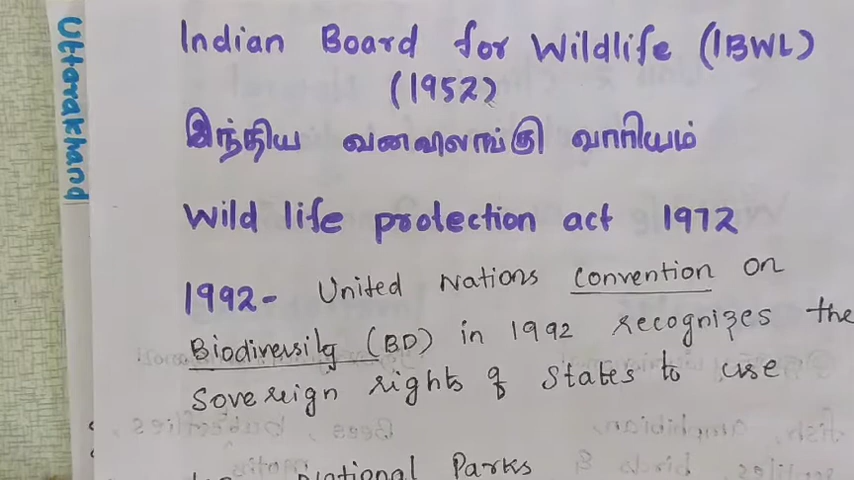 Uttarakhand
Indian Board for Wildlife (IBWL)
(1952)
இந்திய வனவிலங்கு வாரியம்
Wild life protection act 1972
1992- United Nations Convention on
Biodiversity (BD) in 1992 recognizes the
Sovereign rights of States to use
National Parks